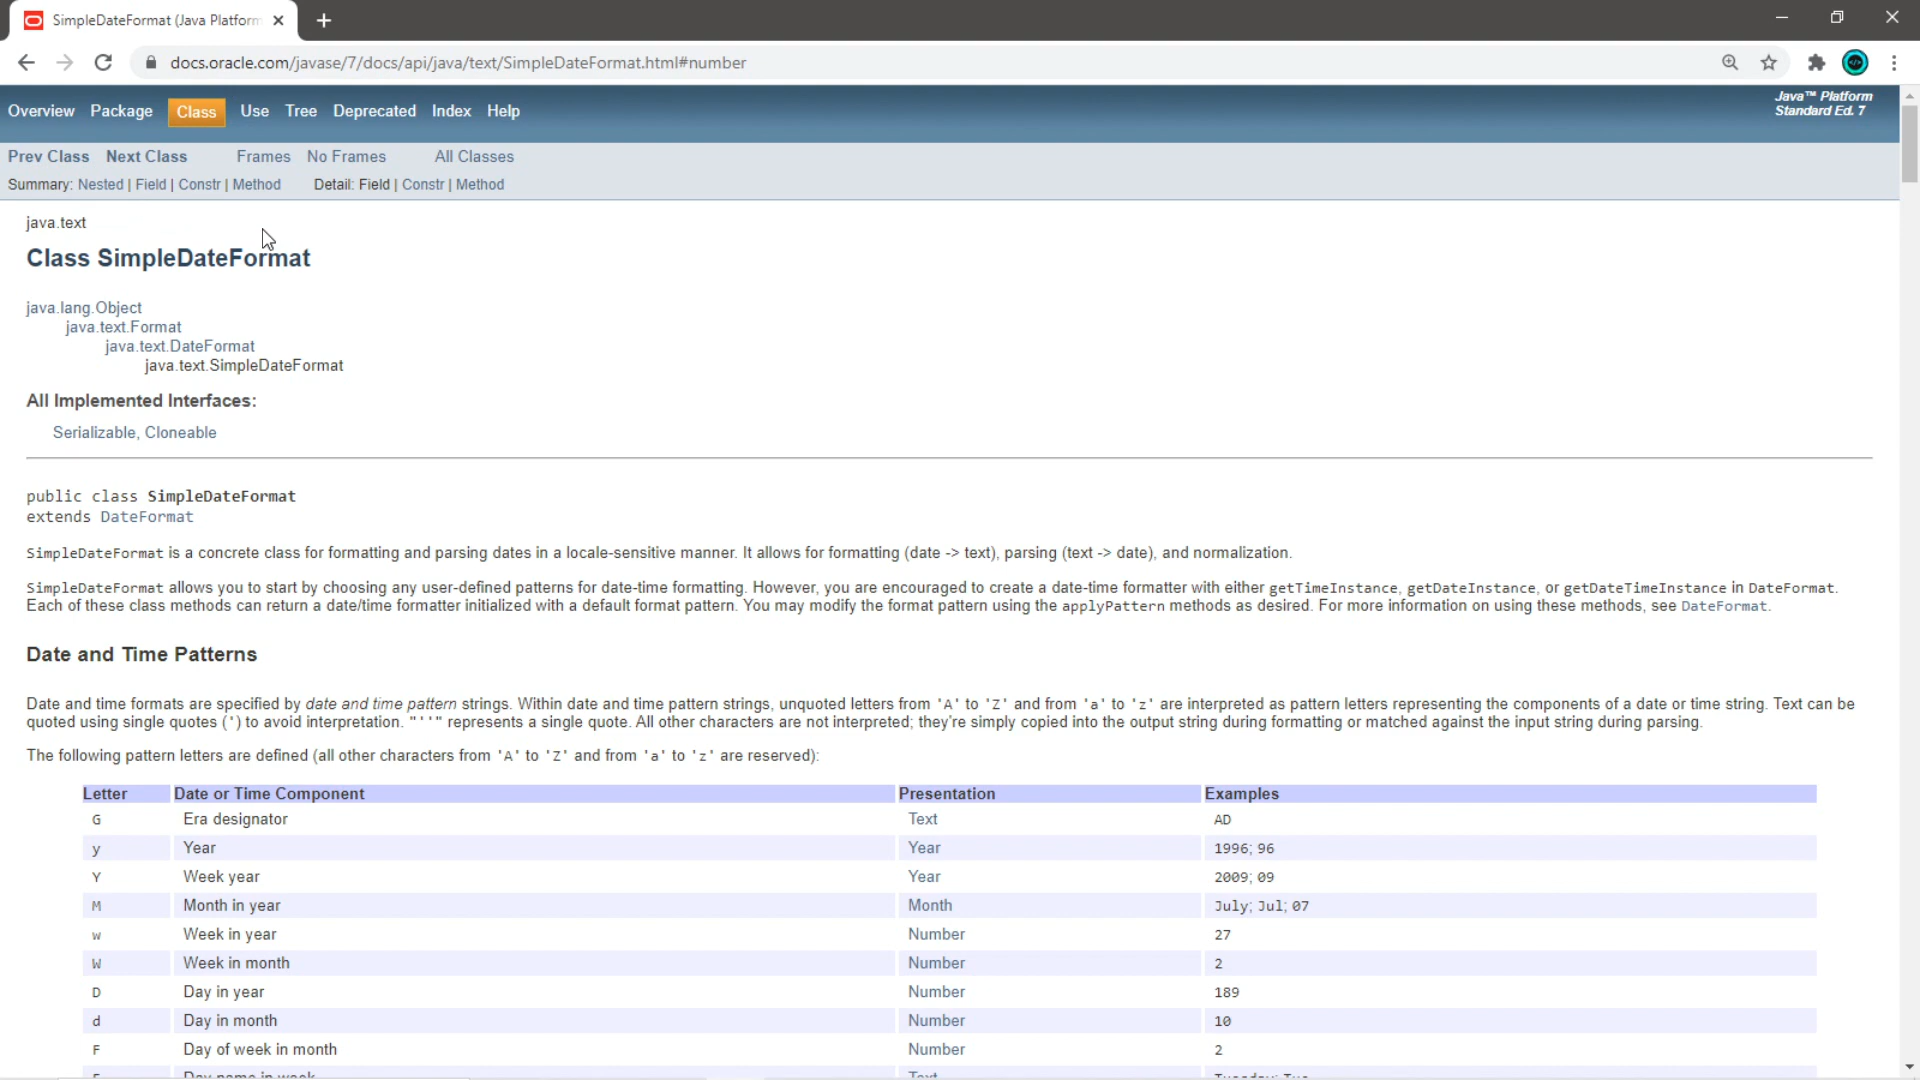 SimpleDateFormat (Java Platform
docs.oracle.com/javase/7/docs/api/java/text/SimpleDateFormat.html#number
Overview Package Class Use Tree Deprecated Index Help
Java™ Platform
Standard Ed. 7
Prev Class Next Class Frames No Frames All Classes
Summary: Nested | Field | Constr | Method Detail: Field | Constr | Method
java.text
Class SimpleDateFormat
java.lang.Object
java.text.Format
java.text.DateFormat
java.text.SimpleDateFormat
All Implemented Interfaces:
Serializable, Cloneable
public class SimpleDateFormat
extends DateFormat
SimpleDateFormat is a concrete class for formatting and parsing dates in a locale-sensitive manner. It allows for formatting (date -> text), parsing (text -> date), and normalization.
SimpleDateFormat allows you to start by choosing any user-defined patterns for date-time formatting. However, you are encouraged to create a date-time formatter with either getTimeInstance, getDateInstance, or getDateTimeInstance in DateFormat.
Each of these class methods can return a date/time formatter initialized with a default format pattern. You may modify the format pattern using the applyPattern methods as desired. For more information on using these methods, see DateFormat.
Date and Time Patterns
Date and time formats are specified by date and time pattern strings. Within date and time pattern strings, unquoted letters from 'A' to 'Z' and from 'a' to 'z' are interpreted as pattern letters representing the components of a date or time string. Text can be
quoted using single quotes (') to avoid interpretation. "''" represents a single quote. All other characters are not interpreted; they're simply copied into the output string during formatting or matched against the input string during parsing.
The following pattern letters are defined (all other characters from 'A' to 'Z' and from 'a' to 'z' are reserved):
Letter Date or Time Component Presentation Examples
G Era designator Text AD
y Year Year 1996; 96
Y Week year Year 2009; 09
M Month in year Month July; Jul; 07
w Week in year Number 27
W Week in month Number 2
D Day in year Number 189
d Day in month Number 10
F Day of week in month Number 2
Day name in week Text Tuesday; Tue